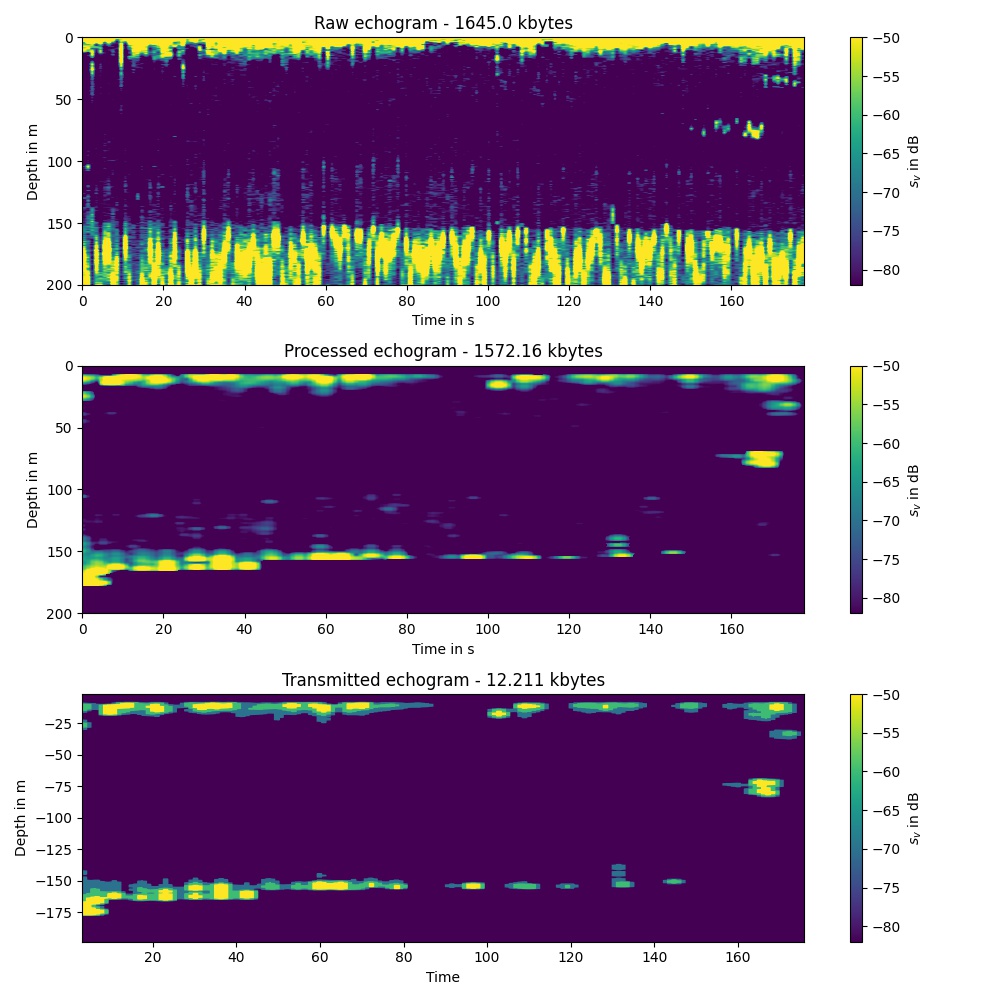 Raw echogram - 1645.0 kbytes
0
50
100
150
200
Depth in m
0 20 40 60 80 100 120 140 160
Time in s
−50
−55
−60
−65
−70
−75
−80
sv in dB
Processed echogram - 1572.16 kbytes
0
50
100
150
200
Depth in m
0 20 40 60 80 100 120 140 160
Time in s
−50
−55
−60
−65
−70
−75
−80
sv in dB
Transmitted echogram - 12.211 kbytes
−25
−50
−75
−100
−125
−150
−175
Depth in m
20 40 60 80 100 120 140 160
Time
−50
−55
−60
−65
−70
−75
−80
sv in dB